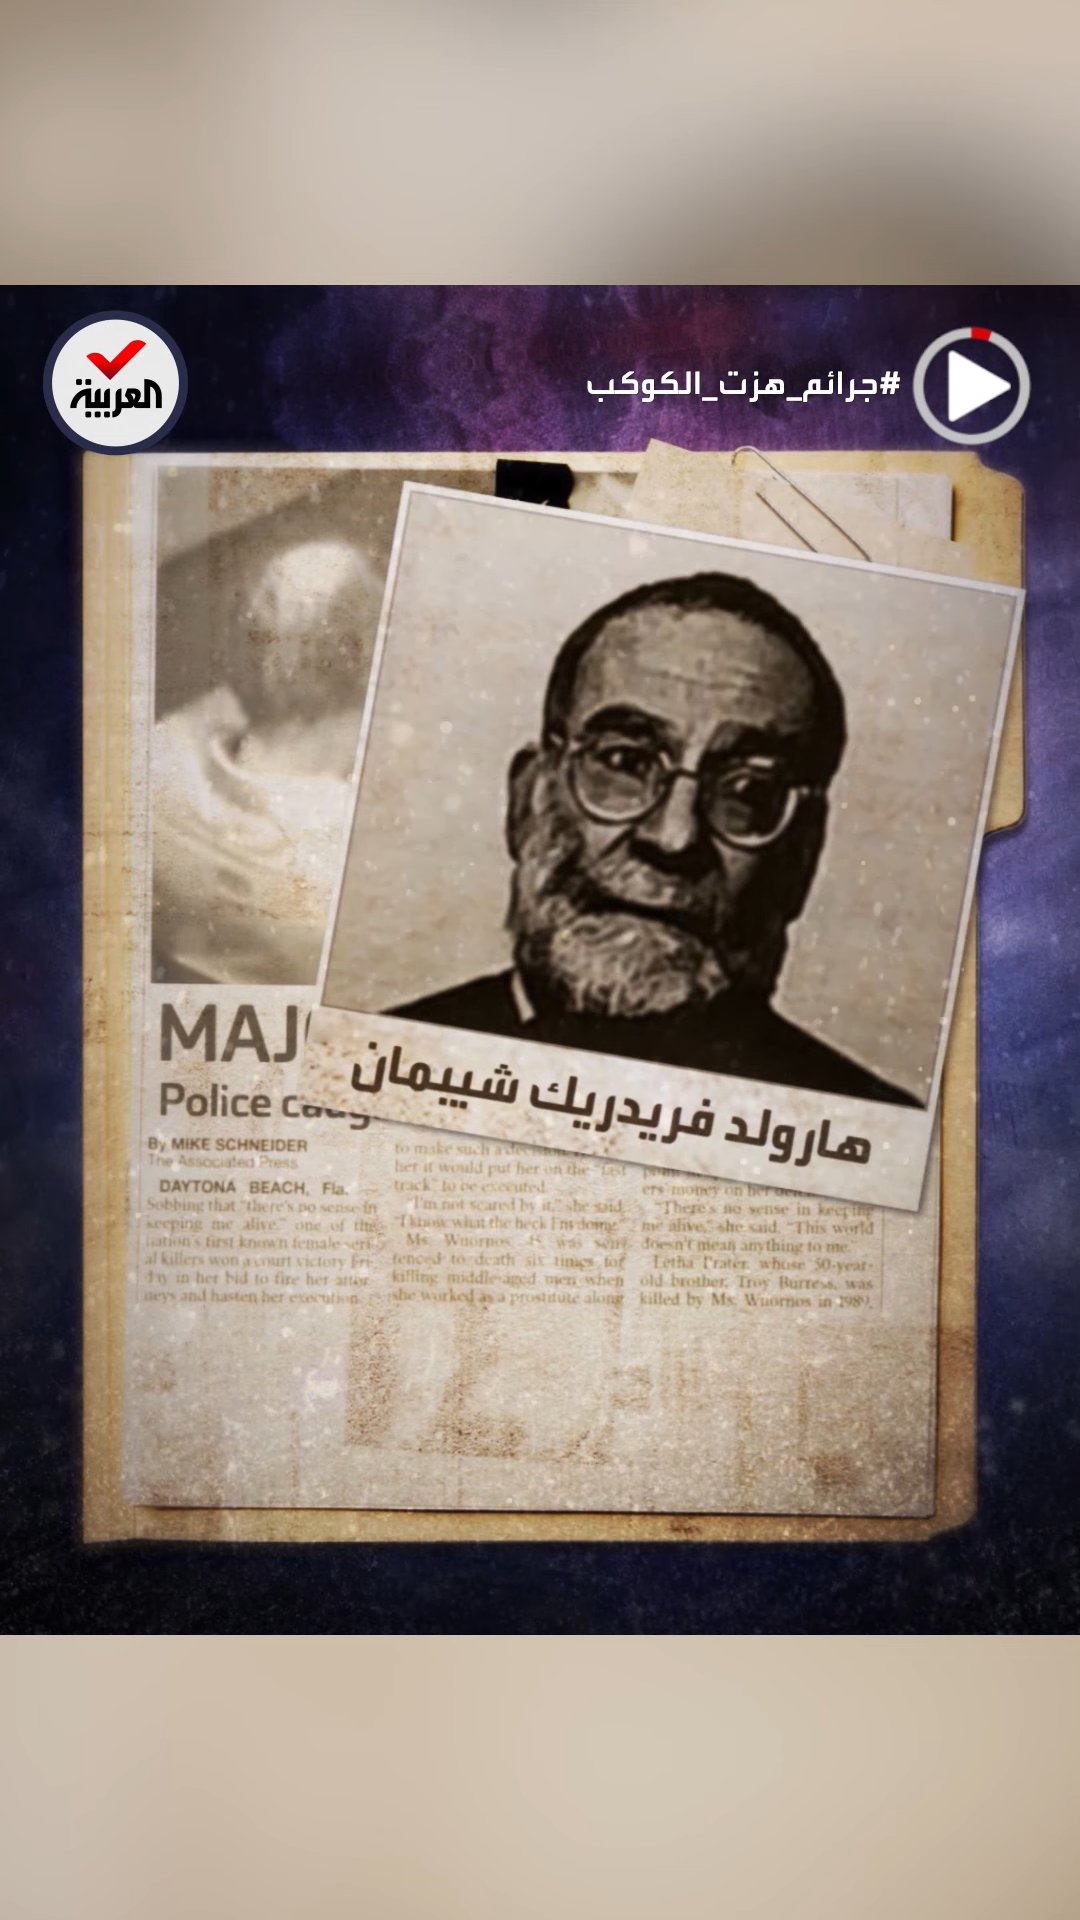 العربية
#جرائم_هزت_الكوكب
هارولد فريدريك شيبمان
MAJ
Police caug
By MIKE SCHNEIDER
The Associated Press
DAYTONA BEACH, Fla.
Sobbing that "there's no sense in
keeping me alive," one of the
nation's first known female seri-
al killers won a court victory Fri-
day in her bid to fire her attor-
neys and hasten her execution.
to make such a decision
her it would put her on the "fast
track" to be executed.
"I'm not scared by it," she said.
"I know what the heck I'm doing."
Ms. Wuornos, 45, was sen-
tenced to death six times for
killing middle-aged men when
she worked as a prostitute along
ers' money on her
"There's no sense in keeping
me alive," she said. "This world
doesn't mean anything to me.
Letha Prater, whose 50-year-
old brother, Troy Burress, was
killed by Ms. Wuornos in 1989,